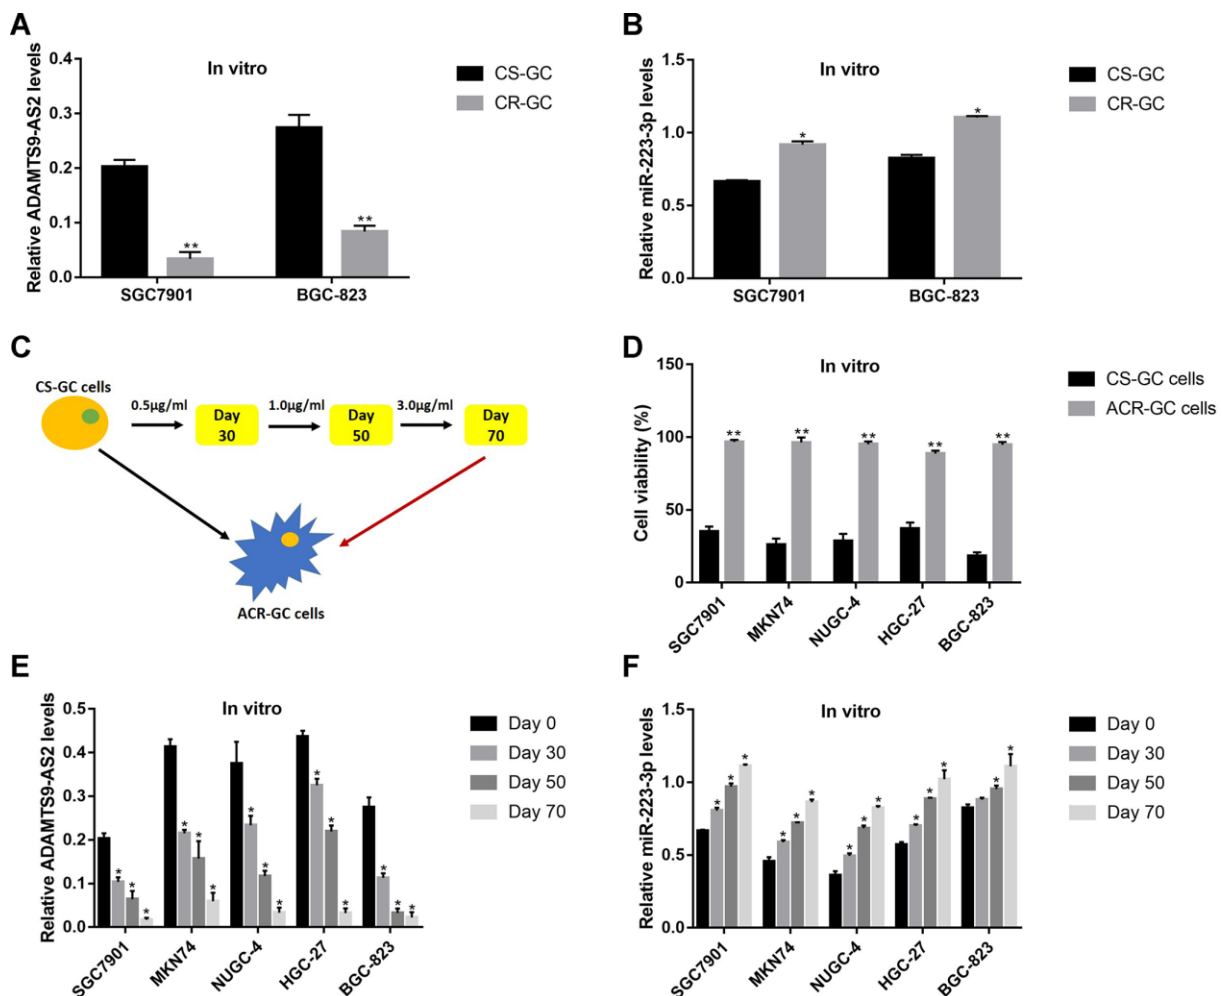 A
Relative ADAMTS9-AS2 levels
0.4
0.3
0.2
0.1
0.0
In vitro
**
**
SGC7901
BGC-823
CS-GC
CR-GC
B
Relative miR-223-3p levels
1.5
1.0
0.5
0.0
In vitro
*
*
SGC7901
BGC-823
CS-GC
CR-GC
C
CS-GC cells
0.5μg/ml
Day
30
1.0μg/ml
Day
50
3.0μg/ml
Day
70
ACR-GC cells
D
Cell viability (%)
150
100
50
0
In vitro
**
**
**
**
**
SGC7901
MKN74
NUGC-4
HGC-27
BGC-823
CS-GC cells
ACR-GC cells
E
Relative ADAMTS9-AS2 levels
0.5
0.4
0.3
0.2
0.1
0.0
In vitro
* * *
* * *
* * *
* * *
* * *
SGC7901
MKN74
NUGC-4
HGC-27
BGC-823
Day 0
Day 30
Day 50
Day 70
F
Relative miR-223-3p levels
1.5
1.0
0.5
0.0
In vitro
* * *
* * *
* * *
* * *
* *
SGC7901
MKN74
NUGC-4
HGC-27
BGC-823
Day 0
Day 30
Day 50
Day 70